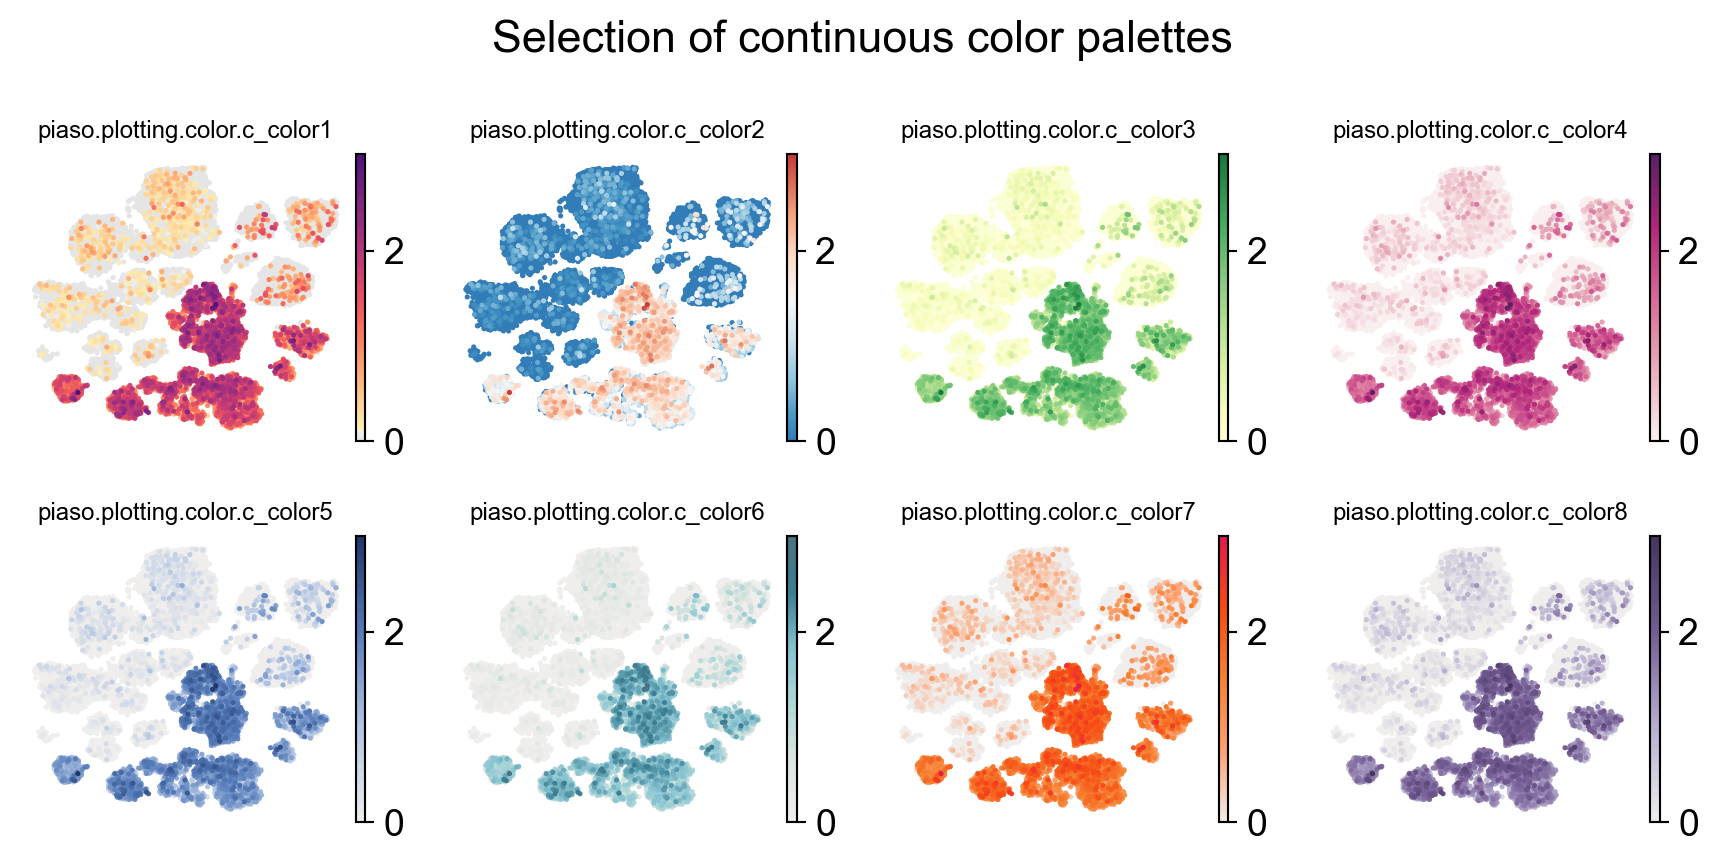 Selection of continuous color palettes
piaso.plotting.color.c_color1
piaso.plotting.color.c_color2
piaso.plotting.color.c_color3
piaso.plotting.color.c_color4
2
0
2
0
2
0
2
0
piaso.plotting.color.c_color5
piaso.plotting.color.c_color6
piaso.plotting.color.c_color7
piaso.plotting.color.c_color8
2
0
2
0
2
0
2
0